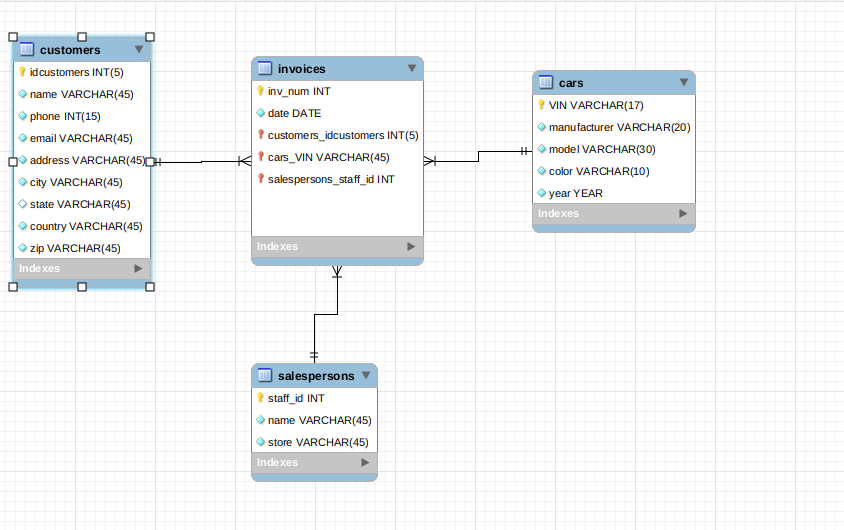 customers
idcustomers INT(5)
name VARCHAR(45)
phone INT(15)
email VARCHAR(45)
address VARCHAR(45)
city VARCHAR(45)
state VARCHAR(45)
country VARCHAR(45)
zip VARCHAR(45)
Indexes
invoices
inv_num INT
date DATE
customers_idcustomers INT(5)
cars_VIN VARCHAR(45)
salespersons_staff_id INT
Indexes
cars
VIN VARCHAR(17)
manufacturer VARCHAR(20)
model VARCHAR(30)
color VARCHAR(10)
year YEAR
Indexes
salespersons
staff_id INT
name VARCHAR(45)
store VARCHAR(45)
Indexes